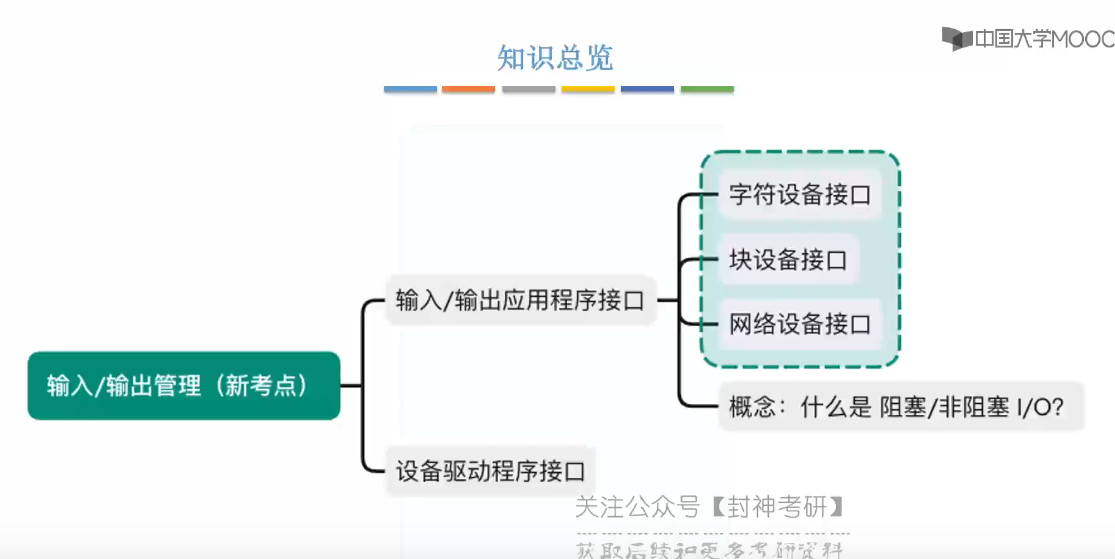 中国大学MOOC
知识总览
字符设备接口
块设备接口
输入/输出应用程序接口
网络设备接口
输入/输出管理（新考点）
概念：什么是 阻塞/非阻塞 I/O？
设备驱动程序接口
关注公众号【封神考研】
获取后续和更多考研资料